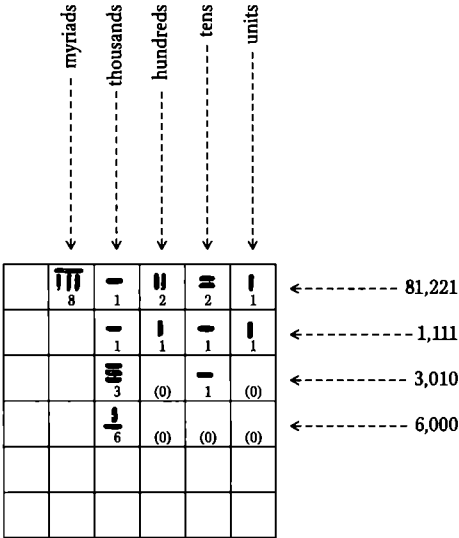 myriads
thousands
hundreds
tens
units
8 1 2 2 1 81,221
1 1 1 1 1,111
3 (0) 1 (0) 3,010
6 (0) (0) (0) 6,000